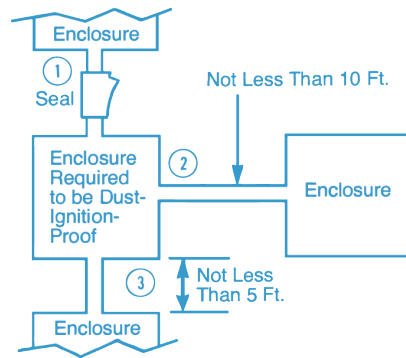 Enclosure
1
Seal
Not Less Than 10 Ft.
2
Enclosure
Required
to be Dust-
Ignition-
Proof
Enclosure
3
Not Less
Than 5 Ft.
Enclosure